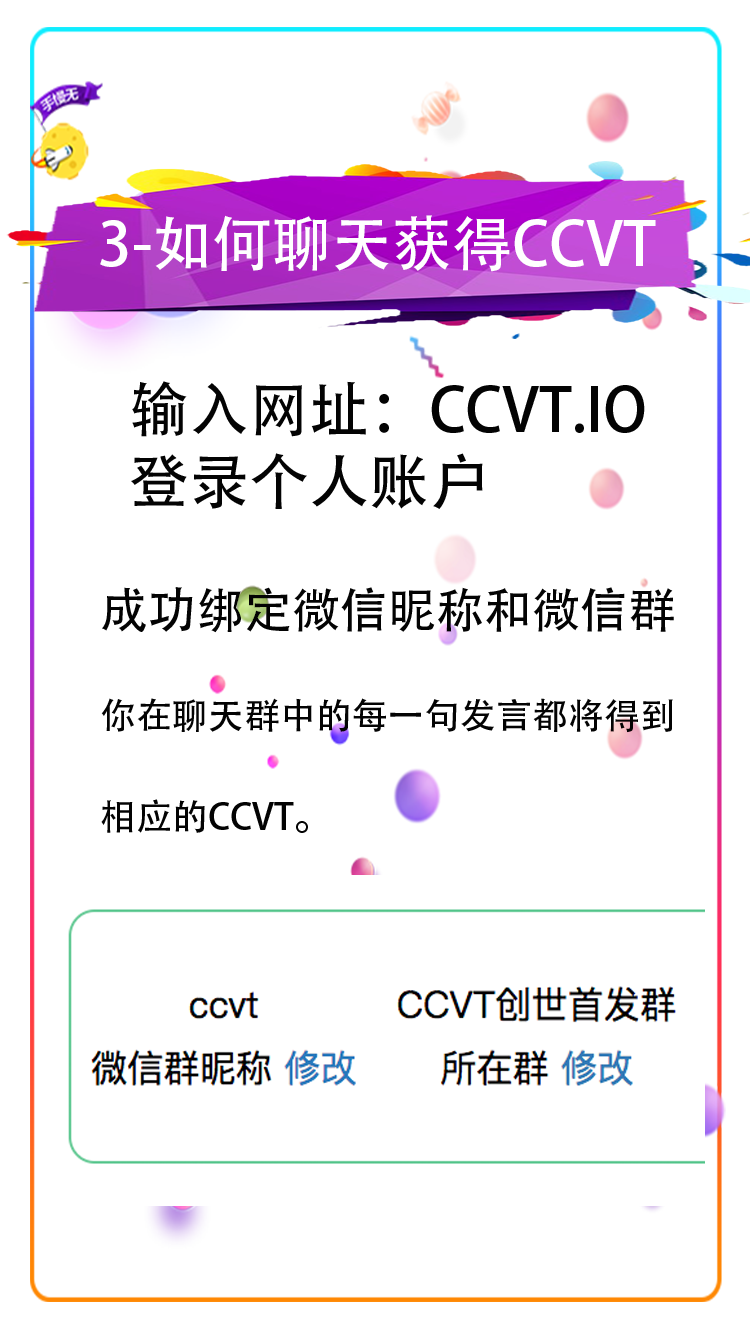 手慢无
3-如何聊天获得CCVT
输入网址：CCVT.IO
登录个人账户
成功绑定微信昵称和微信群
你在聊天群中的每一句发言都将得到
相应的CCVT。
ccvt
CCVT创世首发群
微信群昵称 修改
所在群 修改